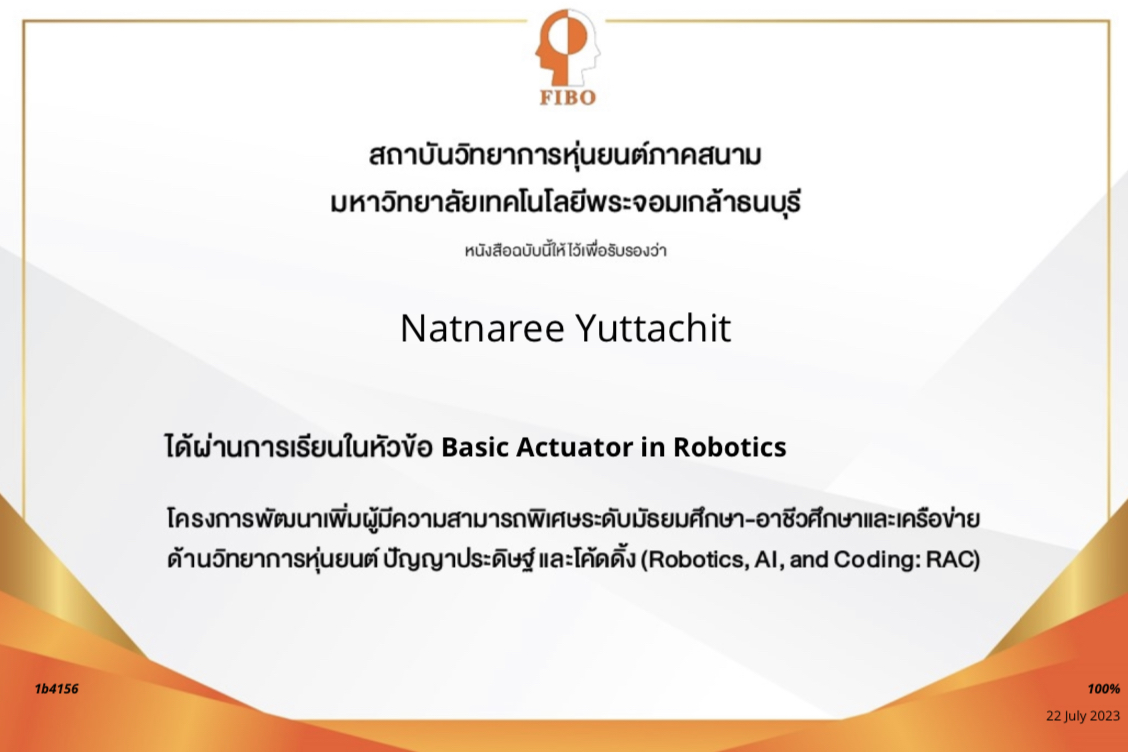 FIBO
สถาบันวิทยาการหุ่นยนต์ภาคสนาม
มหาวิทยาลัยเทคโนโลยีพระจอมเกล้าธนบุรี
หนังสือฉบับนี้ให้ไว้เพื่อรับรองว่า
Natnaree Yuttachit
ได้ผ่านการเรียนในหัวข้อ Basic Actuator in Robotics
โครงการพัฒนาเพิ่มผู้มีความสามารถพิเศษระดับมัธยมศึกษา-อาชีวศึกษาและเครือข่าย
ด้านวิทยาการหุ่นยนต์ ปัญญาประดิษฐ์ และโค้ดดิ้ง (Robotics, AI, and Coding: RAC)
1b4156
100%
22 July 2023